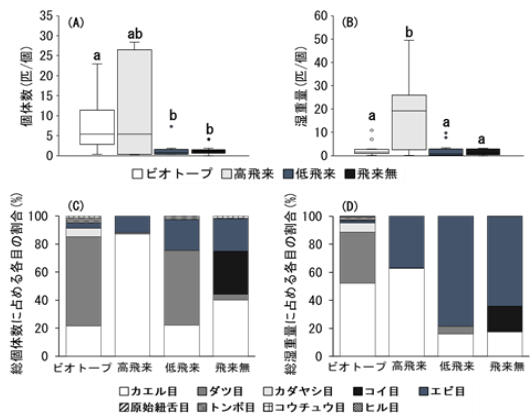 (A)
個体数(匹/個)
30
25
20
15
10
5
0
a
ab
b
b
(B)
湿重量(匹/個)
60
50
40
30
20
10
0
a
b
a
a
ビオトープ 高飛来 低飛来 飛来無
(C)
総個体数に占める各目の割合(%)
100
80
60
40
20
0
ビオトープ 高飛来 低飛来 飛来無
(D)
総湿重量に占める各目の割合(%)
100
80
60
40
20
0
ビオトープ 高飛来 低飛来 飛来無
カエル目 ダツ目 カダヤシ目 コイ目 エビ目
原始紐舌目 トンボ目 コウチュウ目 ヒル目